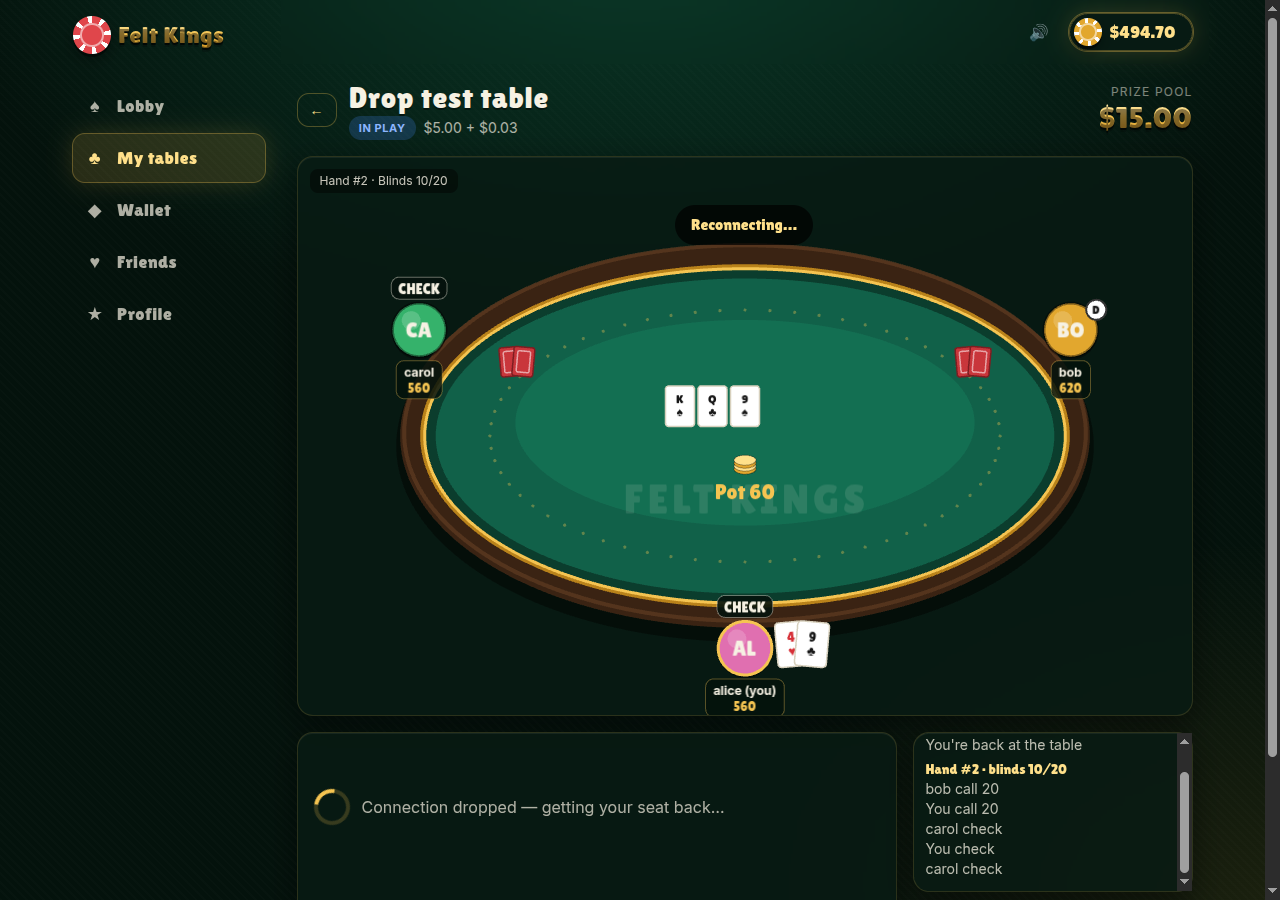 Felt Kings
$494.70
Lobby
My tables
Wallet
Friends
Profile
←
Drop test table
IN PLAY $5.00 + $0.03
PRIZE POOL
$15.00
Hand #2 · Blinds 10/20
Reconnecting…
CHECK
CA
carol
560
D
BO
bob
620
K Q 9
Pot 60
FELT KINGS
CHECK
AL
4 9
alice (you)
560
Connection dropped — getting your seat back…
You're back at the table
Hand #2 · blinds 10/20
bob call 20
You call 20
carol check
You check
carol check